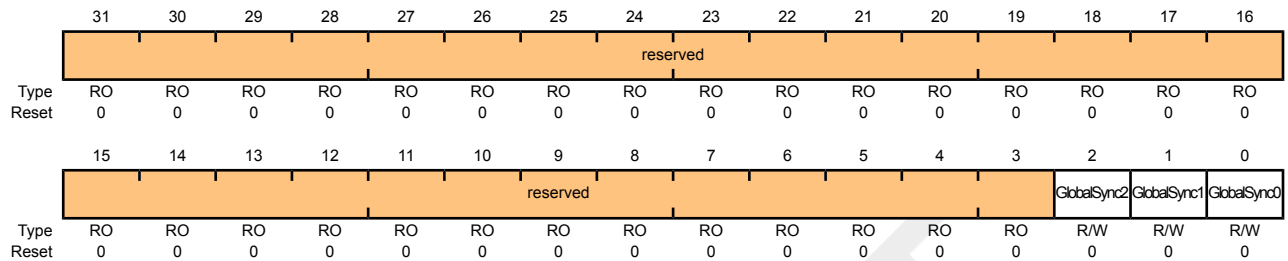 31 30 29 28 27 26 25 24 23 22 21 20 19 18 17 16
reserved
Type RO RO RO RO RO RO RO RO RO RO RO RO RO RO RO RO
Reset 0 0 0 0 0 0 0 0 0 0 0 0 0 0 0 0
15 14 13 12 11 10 9 8 7 6 5 4 3 2 1 0
reserved GlobalSync2 GlobalSync1 GlobalSync0
Type RO RO RO RO RO RO RO RO RO RO RO RO RO R/W R/W R/W
Reset 0 0 0 0 0 0 0 0 0 0 0 0 0 0 0 0